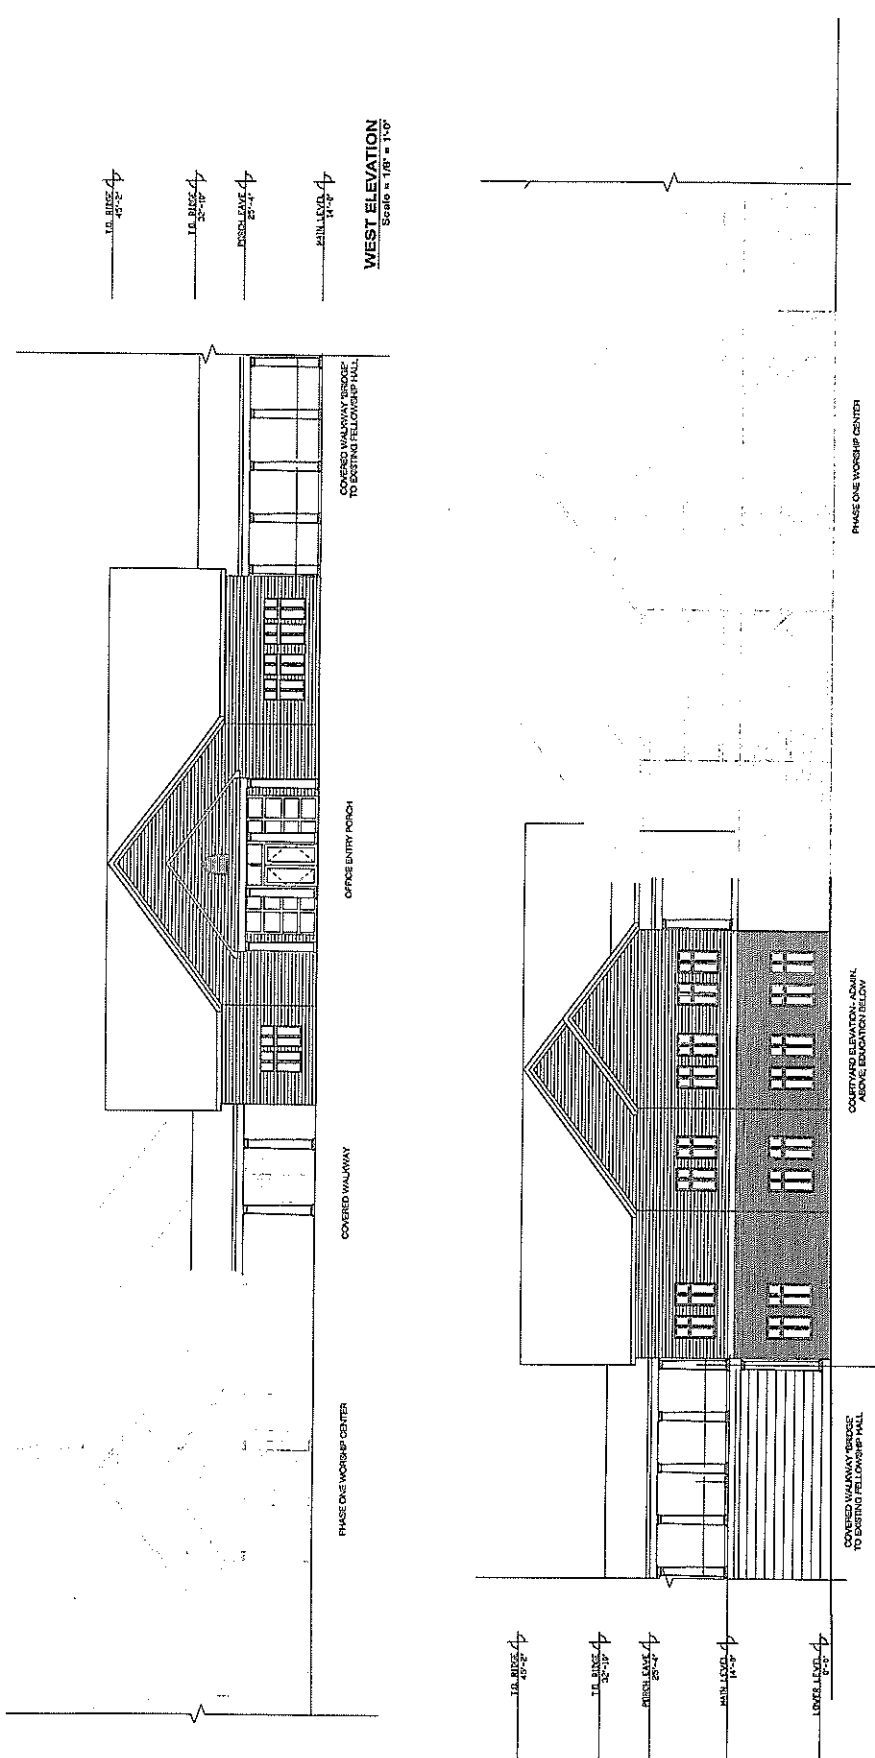 T.O. RIDGE
45'-2"
T.O. RIDGE
32'-10"
PORCH EAVE
25'-4"
MAIN LEVEL
14'-0"
WEST ELEVATION
Scale = 1/8" = 1'-0"
COVERED WALKWAY "BRIDGE"
TO EXISTING FELLOWSHIP HALL
OFFICE ENTRY PORCH
COVERED WALKWAY
PHASE ONE WORSHIP CENTER
PHASE ONE WORSHIP CENTER
COURTYARD ELEVATION - ADMIN.
ABOVE; EDUCATION BELOW
COVERED WALKWAY "BRIDGE"
TO EXISTING FELLOWSHIP HALL
T.O. RIDGE
45'-2"
T.O. RIDGE
32'-10"
PORCH EAVE
25'-4"
MAIN LEVEL
14'-0"
LOWER LEVEL
0'-0"